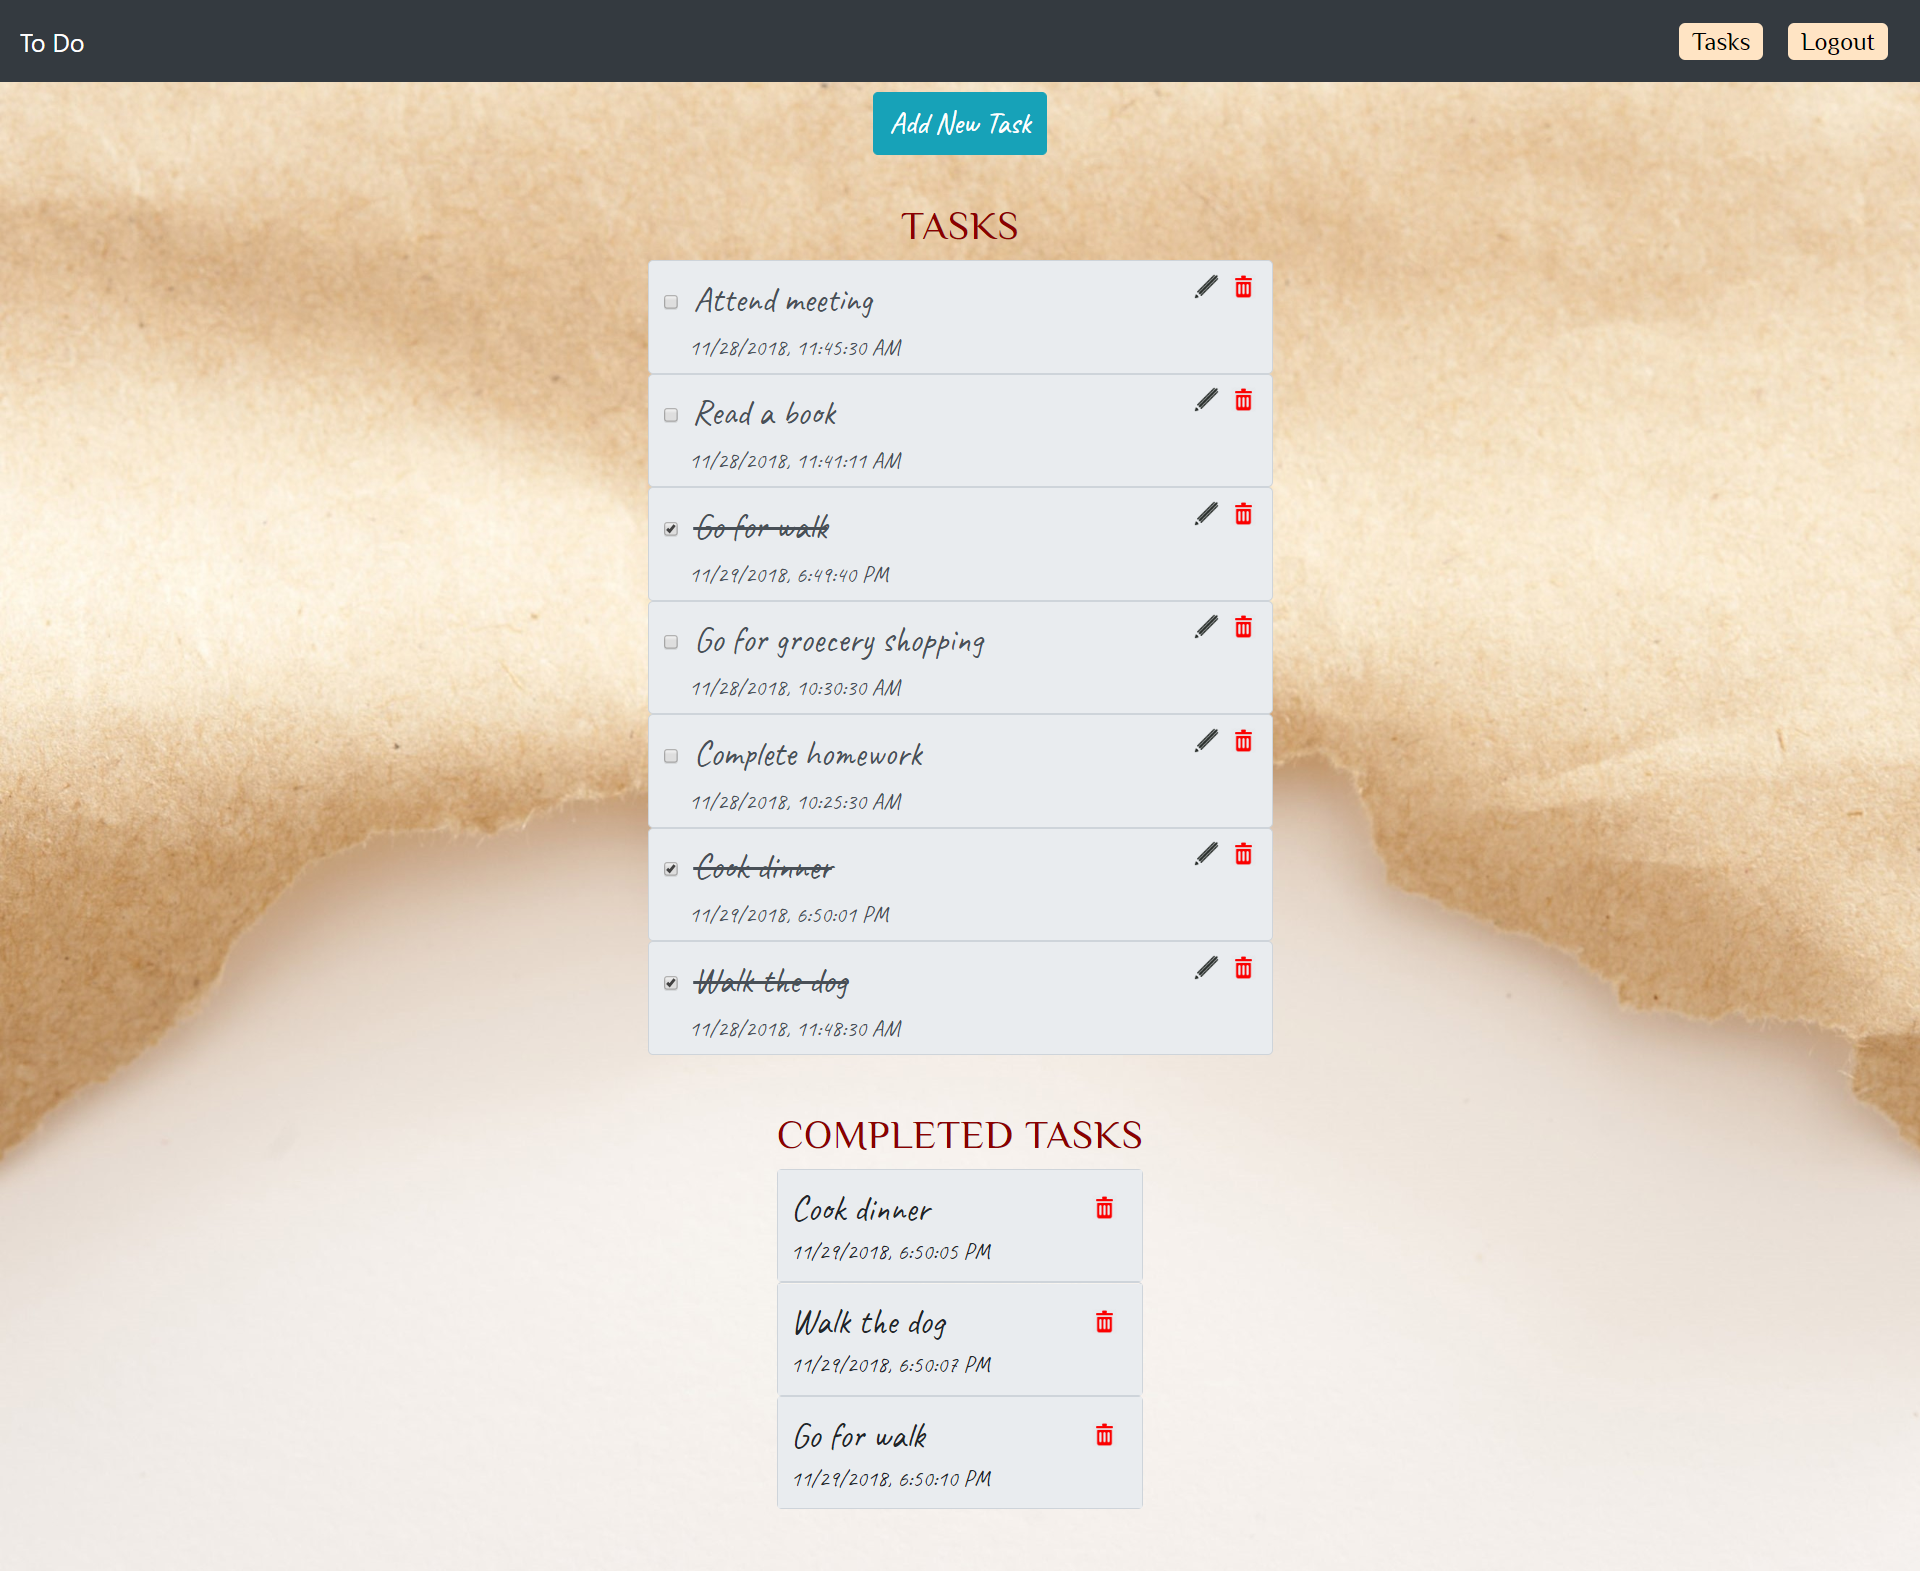 To Do
Tasks
Logout
Add New Task
TASKS
Attend meeting
11/28/2018, 11:45:30 AM
Read a book
11/28/2018, 11:41:11 AM
Go for walk
11/29/2018, 6:49:40 PM
Go for groecery shopping
11/28/2018, 10:30:30 AM
Complete homework
11/28/2018, 10:25:30 AM
Cook dinner
11/29/2018, 6:50:01 PM
Walk the dog
11/28/2018, 11:48:30 AM
COMPLETED TASKS
Cook dinner
11/29/2018, 6:50:05 PM
Walk the dog
11/29/2018, 6:50:07 PM
Go for walk
11/29/2018, 6:50:10 PM